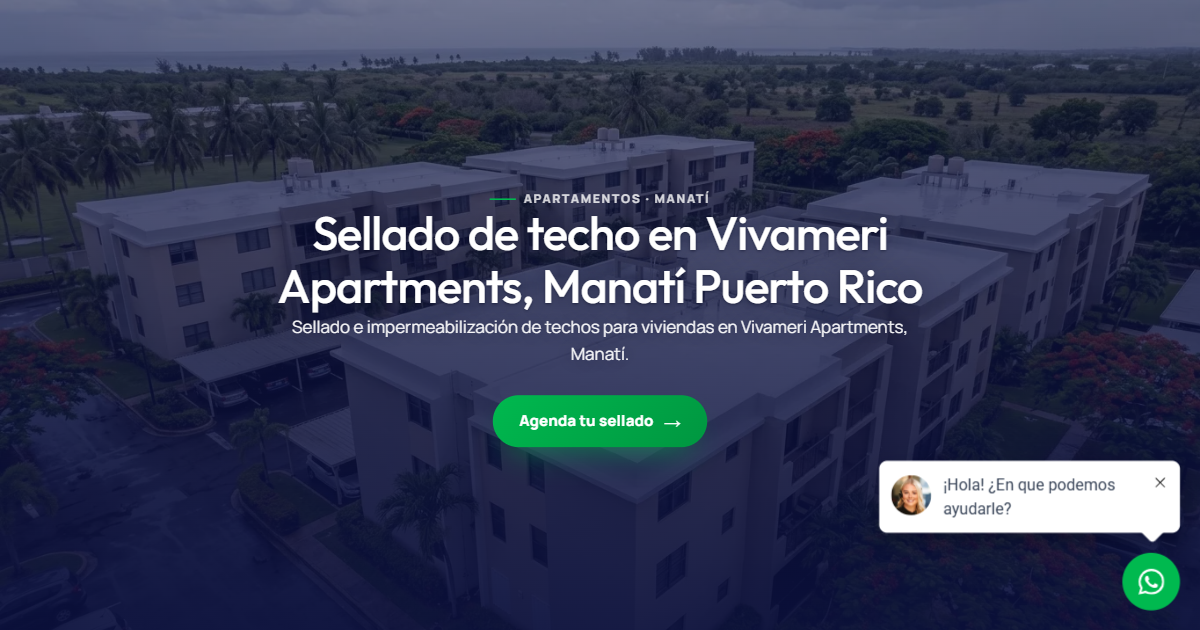 APARTAMENTOS · MANATÍ
Sellado de techo en Vivameri
Apartments, Manatí Puerto Rico
Sellado e impermeabilización de techos para viviendas en Vivameri Apartments,
Manatí.
Agenda tu sellado →
¡Hola! ¿En que podemos
ayudarle?